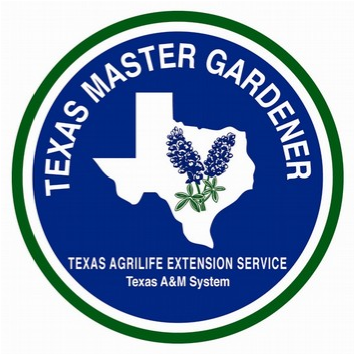 TEXAS MASTER GARDENER
TEXAS AGRILIFE EXTENSION SERVICE
Texas A&M System